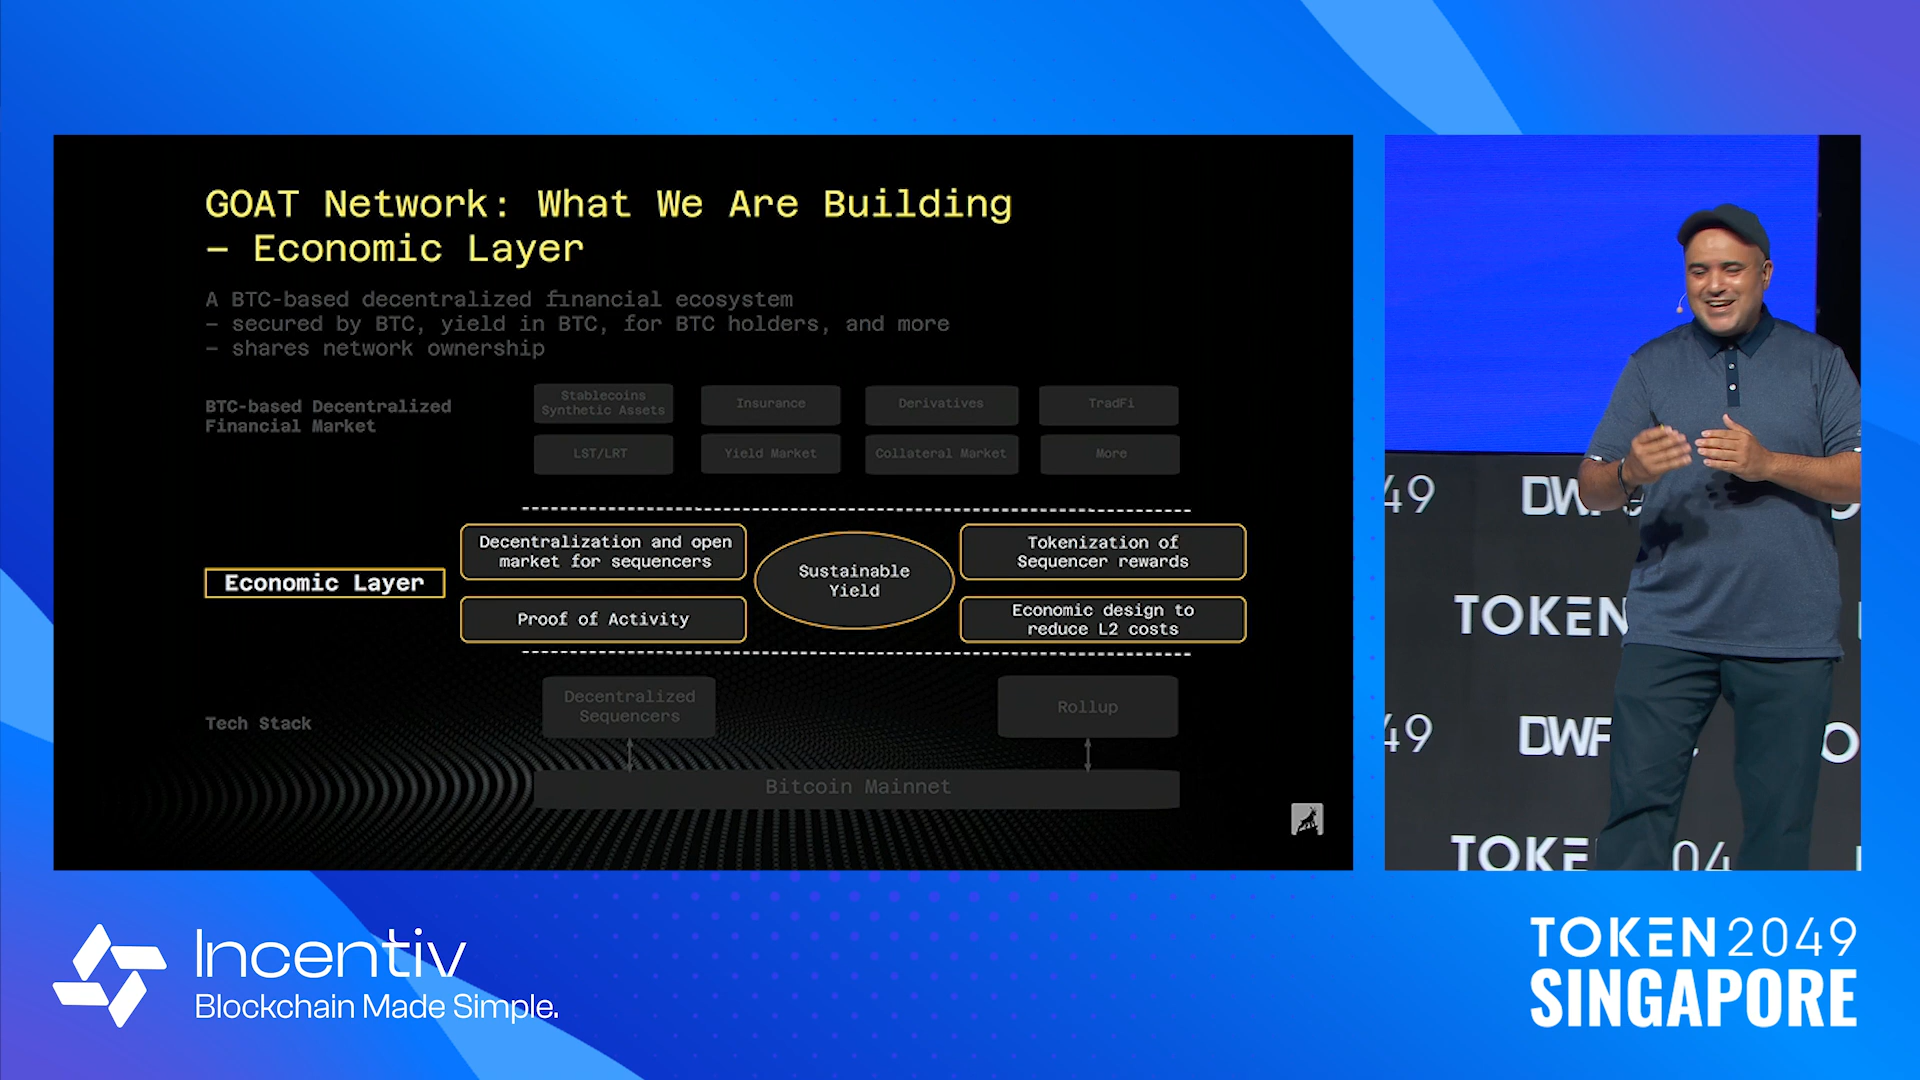 GOAT Network: What We Are Building
– Economic Layer
A BTC-based decentralized financial ecosystem
– secured by BTC, yield in BTC, for BTC holders, and more
– shares network ownership
BTC-based Decentralized
Financial Market
Stablecoins
Synthetic Assets
Insurance
Derivatives
TradFi
LST/LRT
Yield Market
Collateral Market
More
Economic Layer
Decentralization and open
market for sequencers
Proof of Activity
Sustainable
Yield
Tokenization of
Sequencer rewards
Economic design to
reduce L2 costs
Tech Stack
Decentralized
Sequencers
Rollup
Bitcoin Mainnet
49
DWF
TOKEN
49
DWF
TOKE
04
Incentiv
Blockchain Made Simple.
TOKEN2049
SINGAPORE